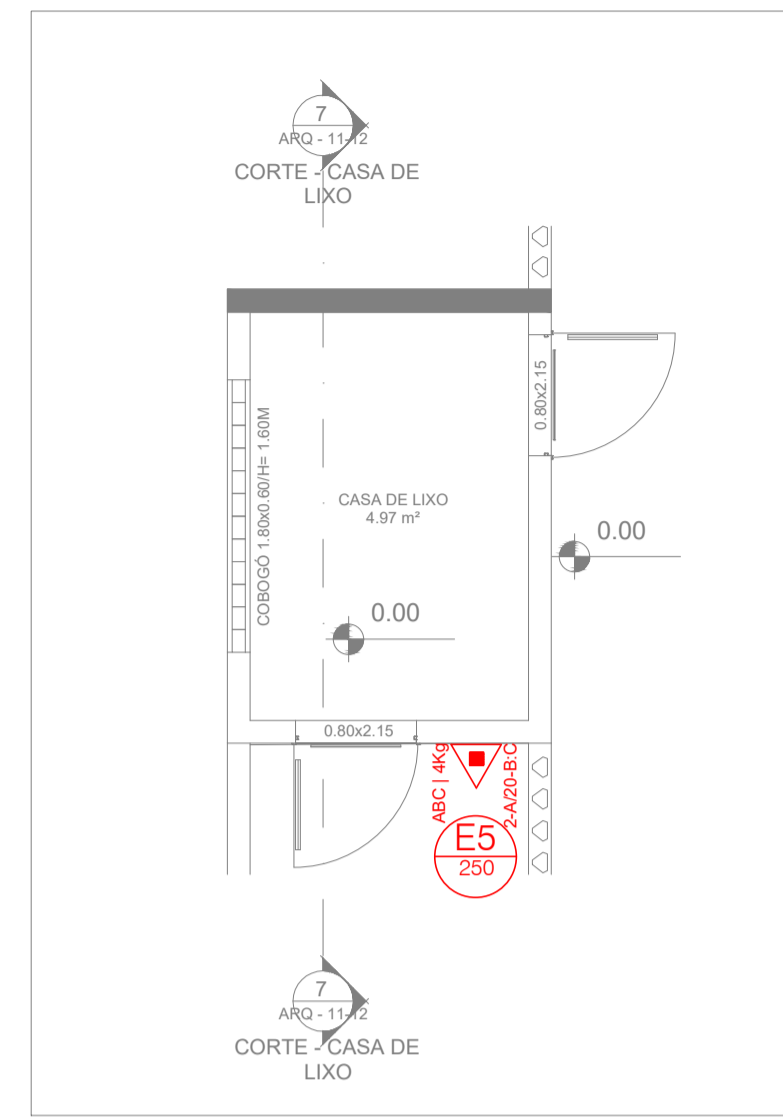 7
ARQ - 11-12
CORTE - CASA DE
LIXO
0.80x2.15
COBOGÓ 1.80x0.60/H= 1.60M
CASA DE LIXO
4.97 m²
0.00
0.00
0.80x2.15
ABC | 4Kg
2-A/20-B:C
E5
250
7
ARQ - 11-12
CORTE - CASA DE
LIXO